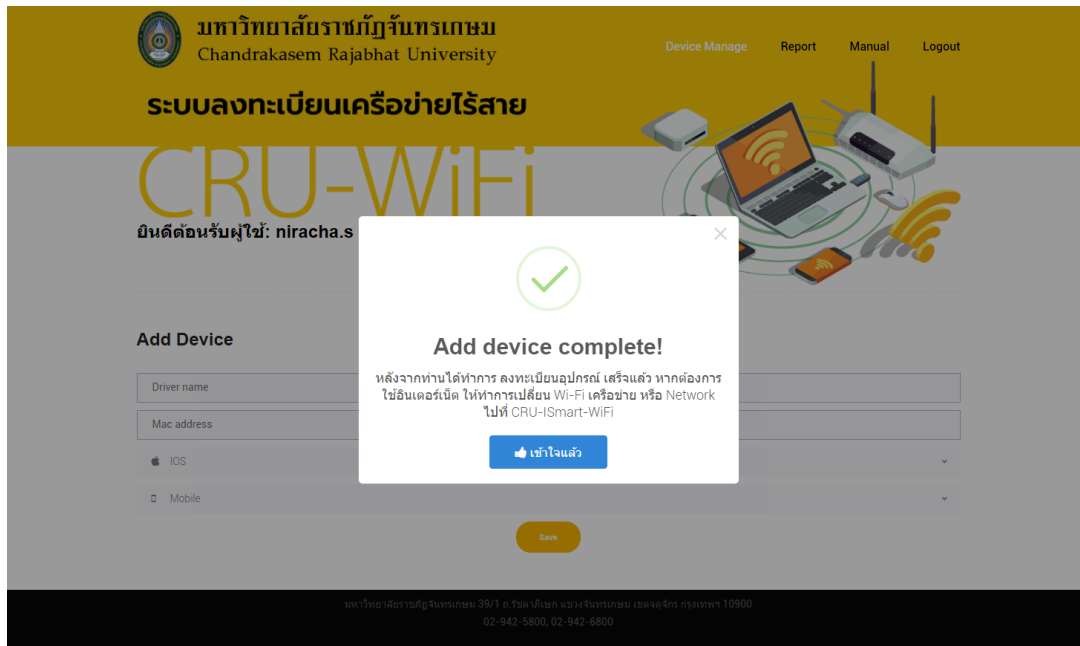 มหาวิทยาลัยราชภัฏจันทรเกษม
Chandrakasem Rajabhat University
Device Manage Report Manual Logout
ระบบลงทะเบียนเครือข่ายไร้สาย
CRU-WiFi
ยินดีต้อนรับผู้ใช้: niracha.s
Add Device
Driver name
Mac address
IOS
Mobile
Add device complete!
หลังจากท่านได้ทำการ ลงทะเบียนอุปกรณ์ เสร็จแล้ว หากต้องการ
ใช้อินเตอร์เน็ต ให้ทำการเปลี่ยน Wi-Fi เครือข่าย หรือ Network
ไปที่ CRU-ISmart-WiFi
เข้าใจแล้ว
Save
มหาวิทยาลัยราชภัฏจันทรเกษม 39/1 ถ.รัชดาภิเษก แขวงจันทรเกษม เขตจตุจักร กรุงเทพฯ 10900
02-942-5800, 02-942-6800